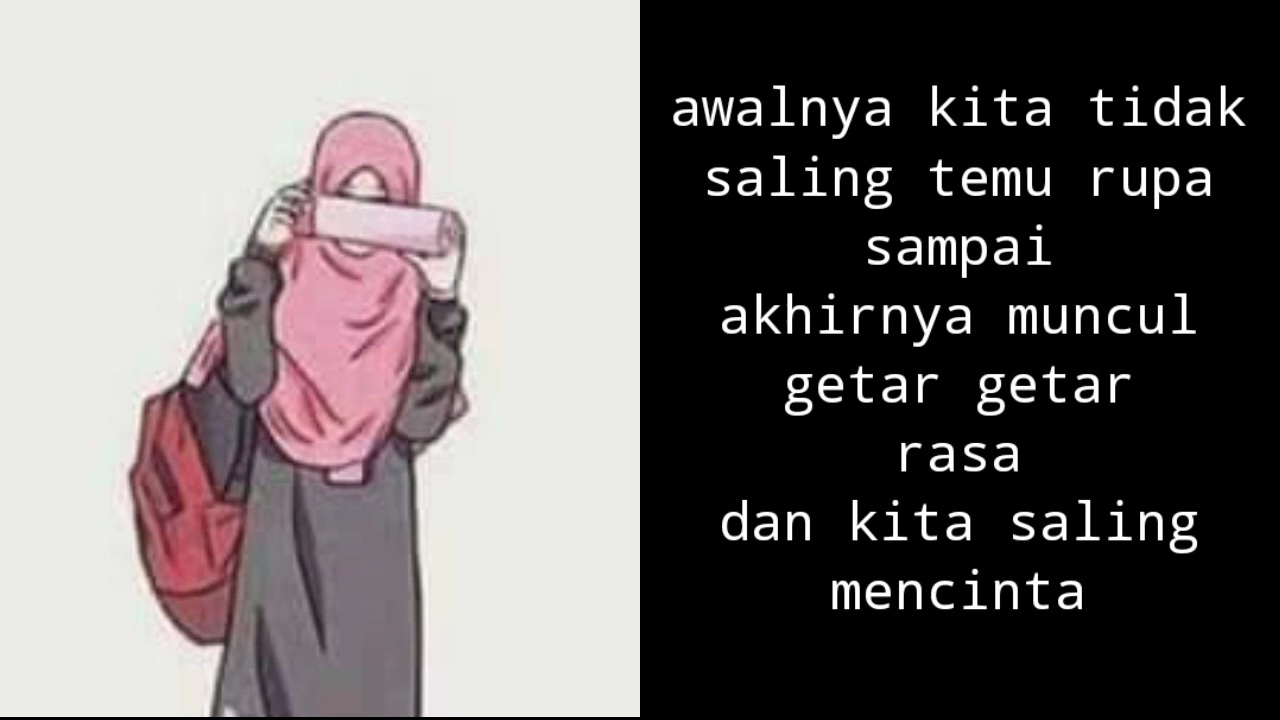 awalnya kita tidak
saling temu rupa
sampai
akhirnya muncul
getar getar
rasa
dan kita saling
mencinta